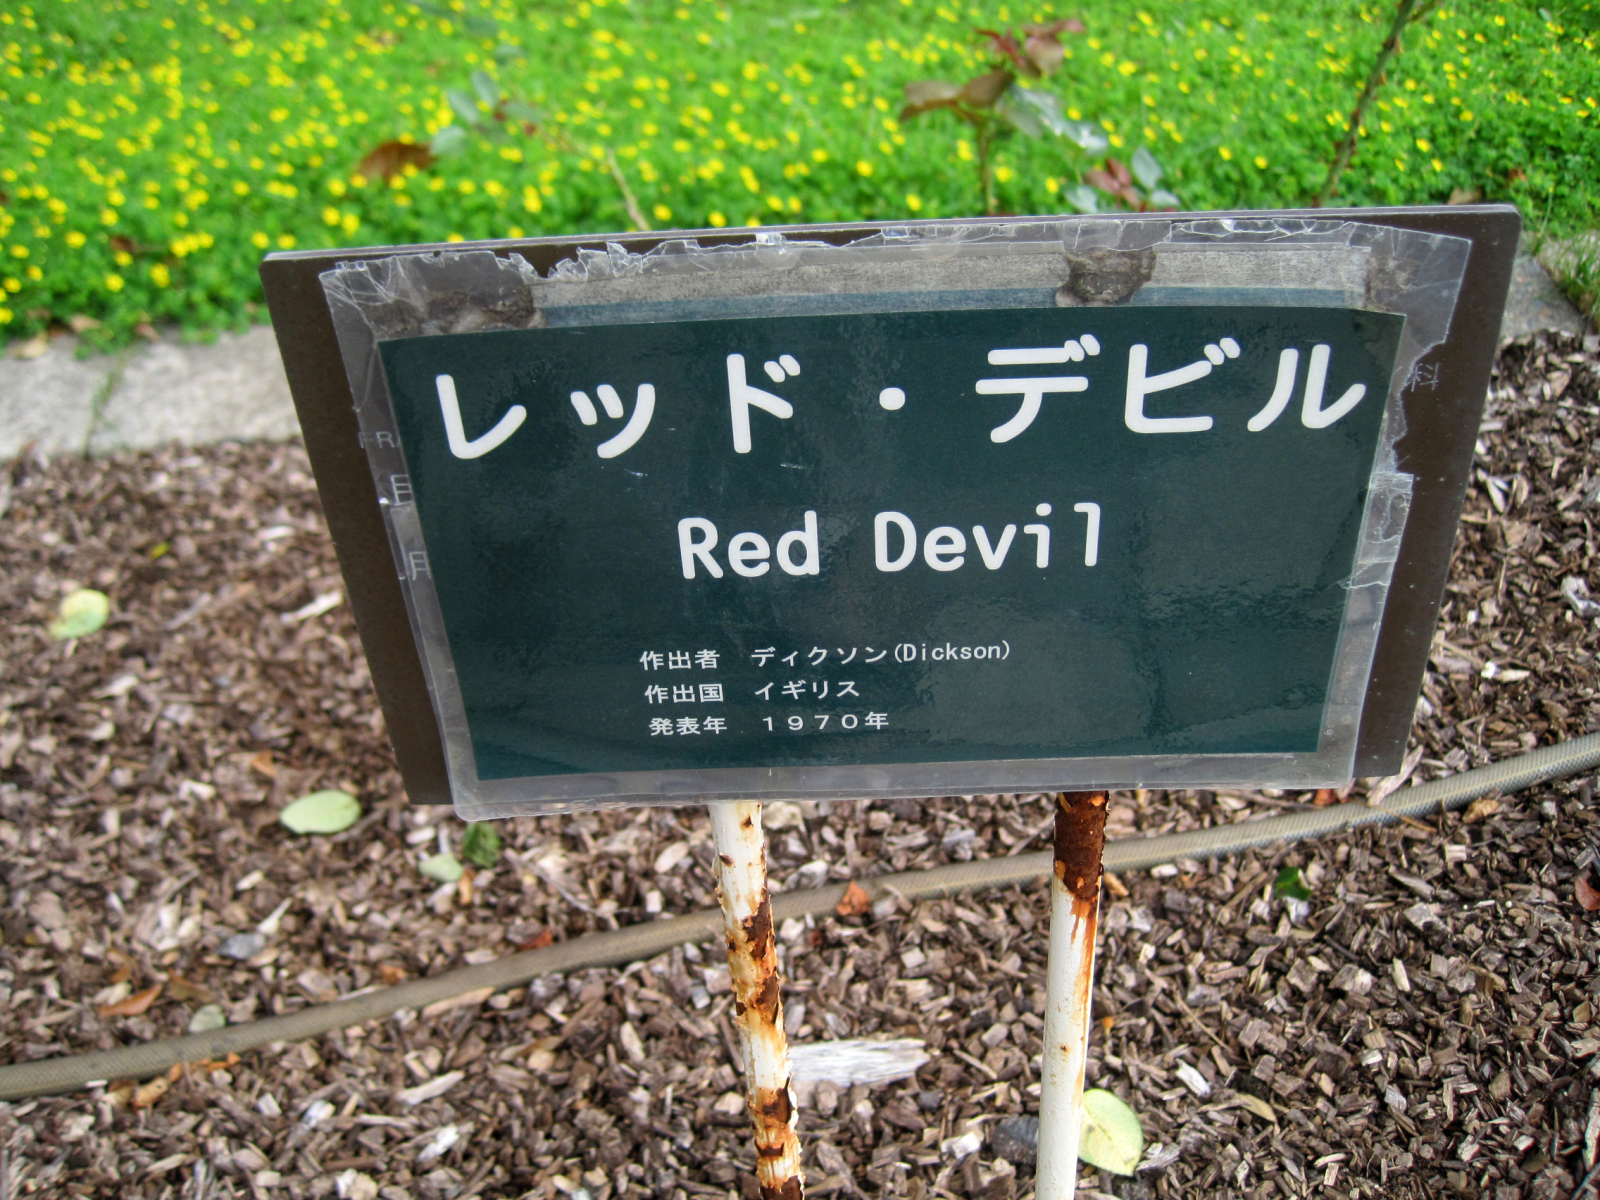 レッド・デビル
Red Devil
作出者 ディクソン(Dickson)
作出国 イギリス
発表年 １９７０年